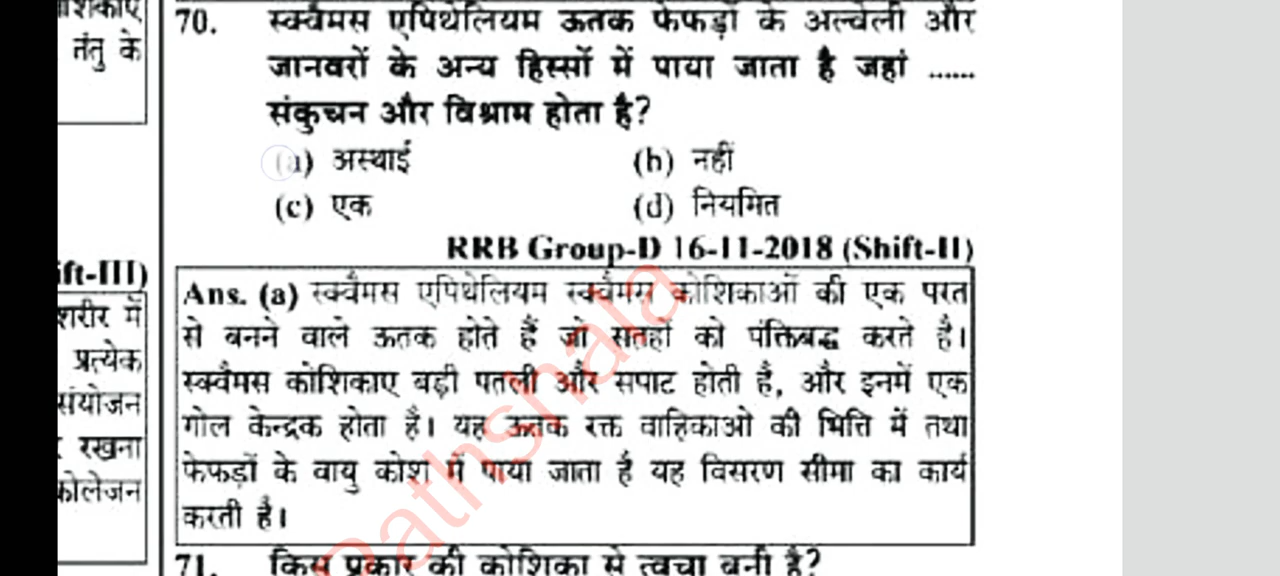 तंतु के
ift-III)
शरीर में
प्रत्येक
संयोजन
रखना
कोलेजन
70. स्क्वैमस एपिथेलियम ऊतक फेफड़ों के अल्वेली और
जानवरों के अन्य हिस्सों में पाया जाता है जहां ......
संकुचन और विश्राम होता है?
(a) अस्थाई (b) नहीं
(c) एक (d) नियमित
RRB Group-D 16-11-2018 (Shift-II)
Ans. (a) स्क्वैमस एपिथेलियम स्क्वैमस कोशिकाओं की एक परत
से बनने वाले ऊतक होते हैं जो सतहों को पंक्तिबद्ध करते है।
स्क्वैमस कोशिकाए बड़ी पतली और सपाट होती है, और इनमें एक
गोल केन्द्रक होता है। यह ऊतक रक्त वाहिकाओ की भित्ति में तथा
फेफड़ों के वायु कोश में पाया जाता है यह विसरण सीमा का कार्य
करती है।
71. किस प्रकार की कोशिका से त्वचा बनी है?
Pathshala